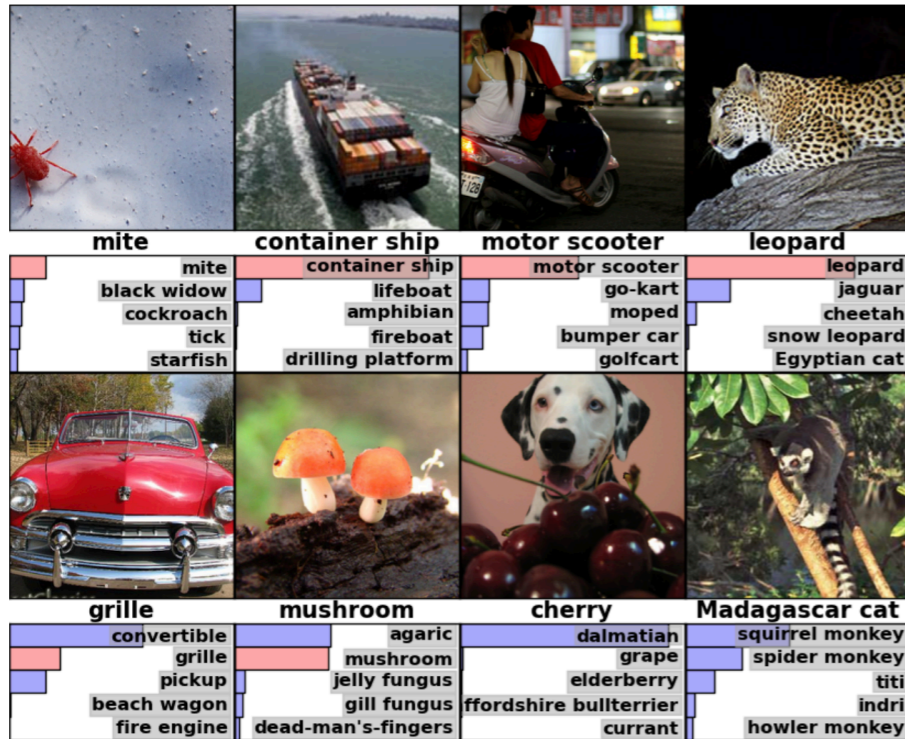 T-128
mite
container ship
motor scooter
leopard
mite
black widow
cockroach
tick
starfish
container ship
lifeboat
amphibian
fireboat
drilling platform
motor scooter
go-kart
moped
bumper car
golfcart
leopard
jaguar
cheetah
snow leopard
Egyptian cat
grille
mushroom
cherry
Madagascar cat
convertible
grille
pickup
beach wagon
fire engine
agaric
mushroom
jelly fungus
gill fungus
dead-man's-fingers
dalmatian
grape
elderberry
ffordshire bullterrier
currant
squirrel monkey
spider monkey
titi
indri
howler monkey